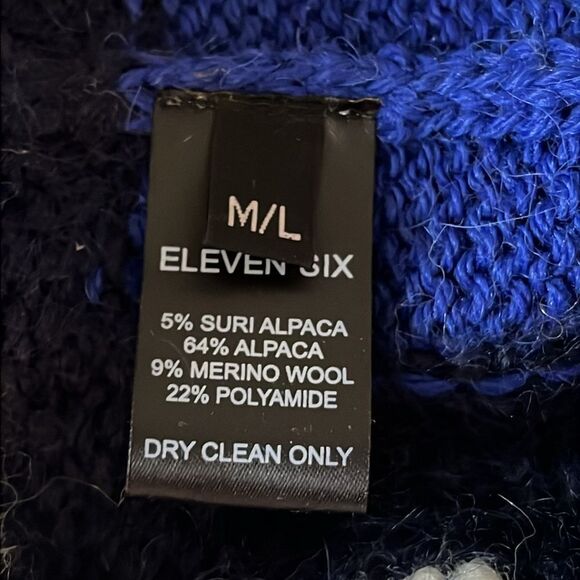 M/L
ELEVEN SIX
5% SURI ALPACA
64% ALPACA
9% MERINO WOOL
22% POLYAMIDE
DRY CLEAN ONLY